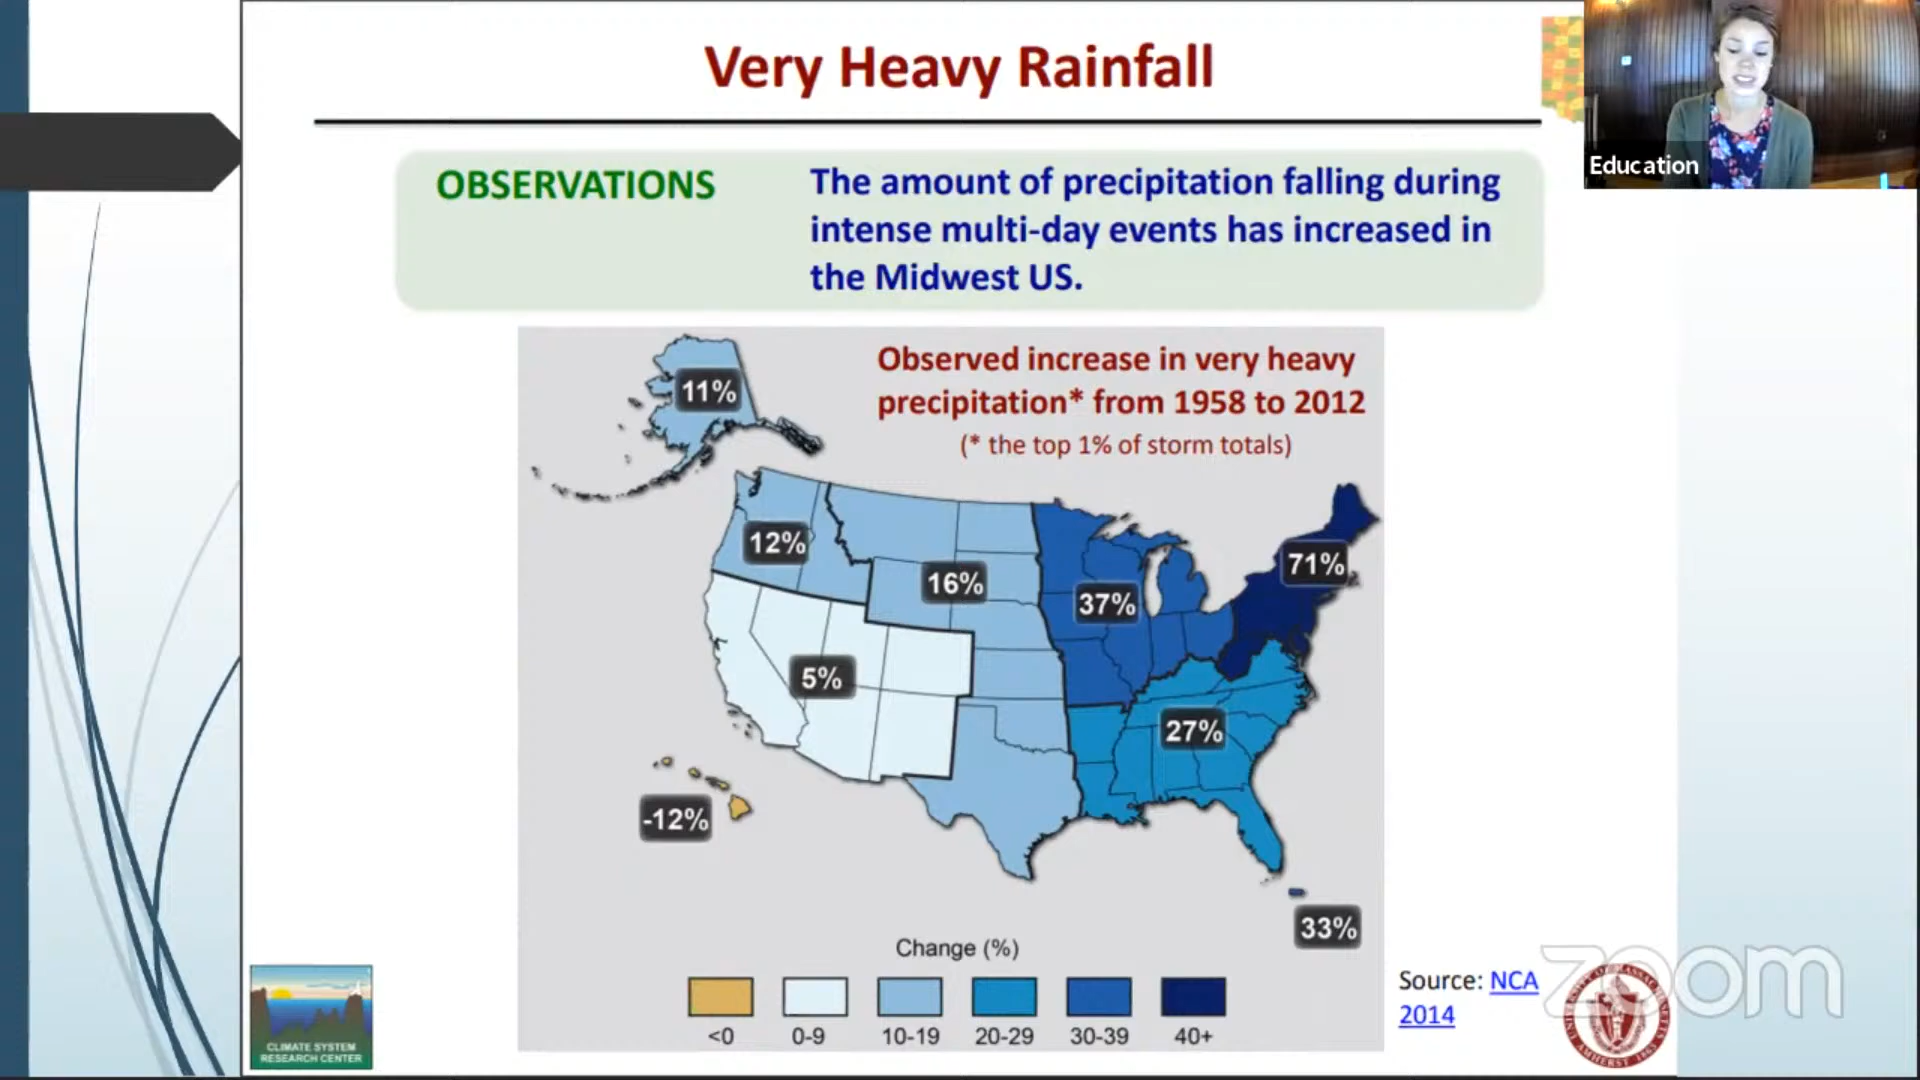 Very Heavy Rainfall
Education
OBSERVATIONS
The amount of precipitation falling during
intense multi-day events has increased in
the Midwest US.
Observed increase in very heavy
precipitation* from 1958 to 2012
(* the top 1% of storm totals)
11%
12%
16%
37%
71%
5%
27%
-12%
33%
Change (%)
<0
0-9
10-19
20-29
30-39
40+
Source: NCA
2014
zoom
CLIMATE SYSTEM
RESEARCH CENTER